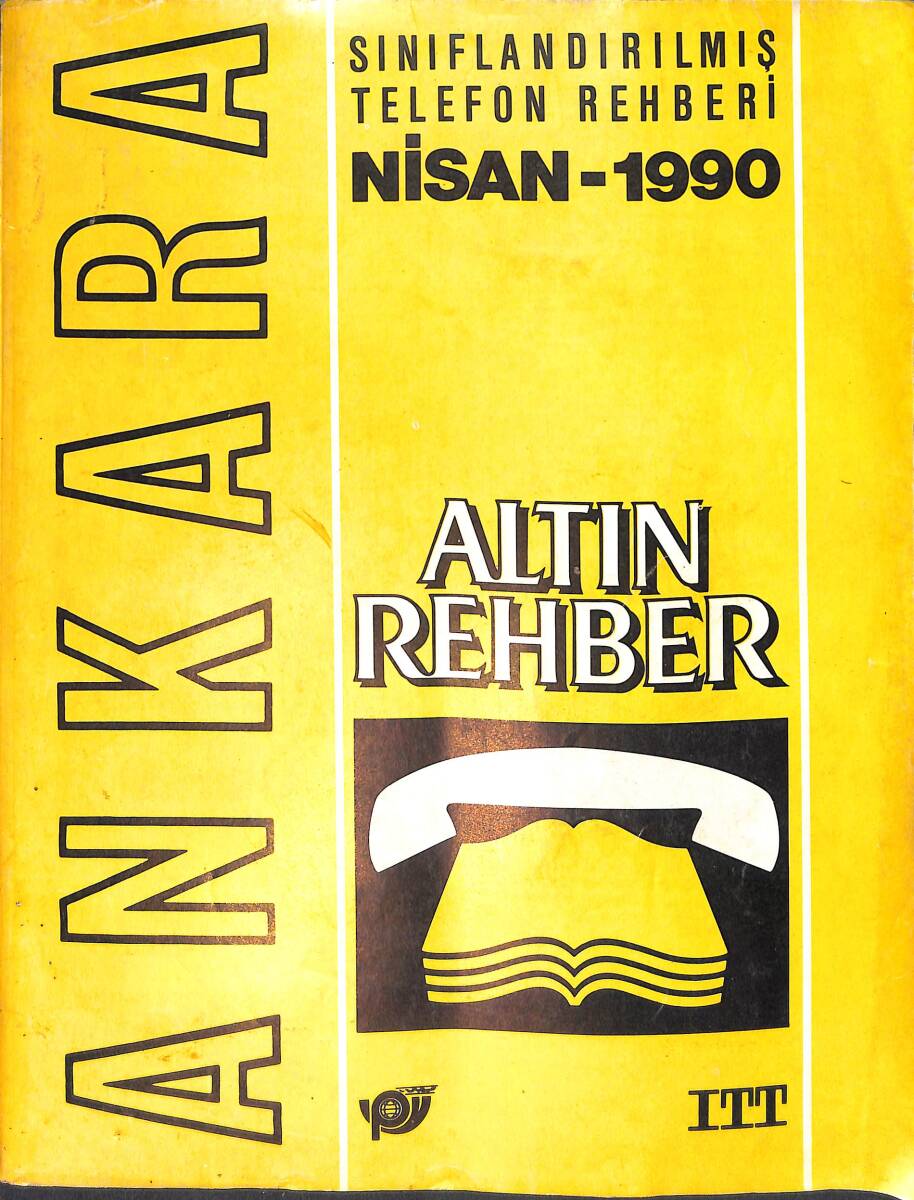 ANKARA
SINIFLANDIRILMIŞ
TELEFON REHBERİ
NİSAN-1990
ALTIN
REHBER
ITT